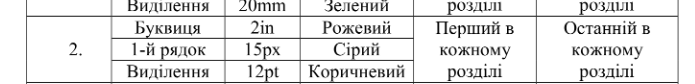 Виділення 20mm Зелений розділі розділі
Буквиця 2in Рожевий Перший в Останній в
2. 1-й рядок 15px Сірий кожному кожному
Виділення 12pt Коричневий розділі розділі